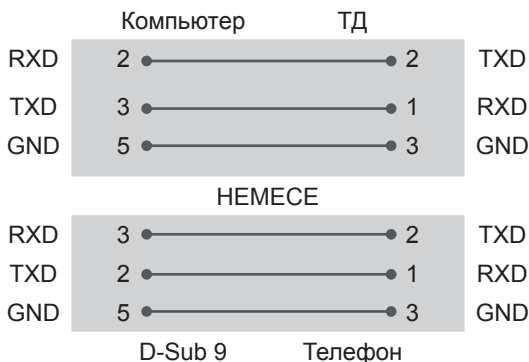 Компьютер ТД
RXD 2 2 TXD
TXD 3 1 RXD
GND 5 3 GND
НЕМЕСЕ
RXD 3 2 TXD
TXD 2 1 RXD
GND 5 3 GND
D-Sub 9 Телефон